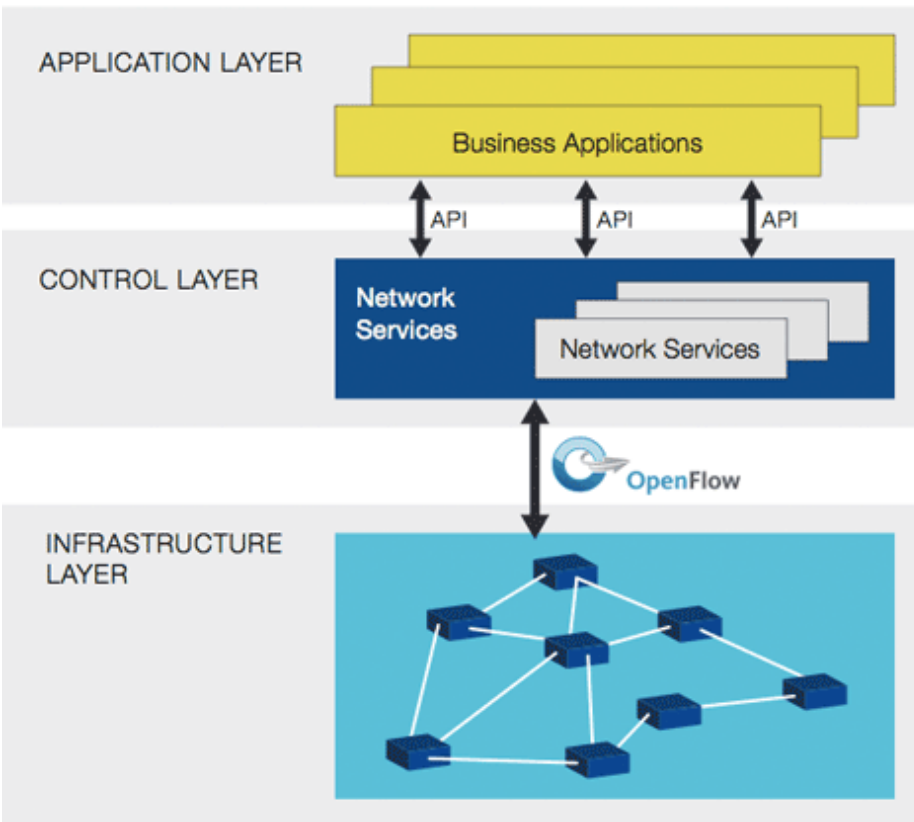 APPLICATION LAYER
Business Applications
API
API
API
CONTROL LAYER
Network
Services
Network Services
OpenFlow
INFRASTRUCTURE
LAYER